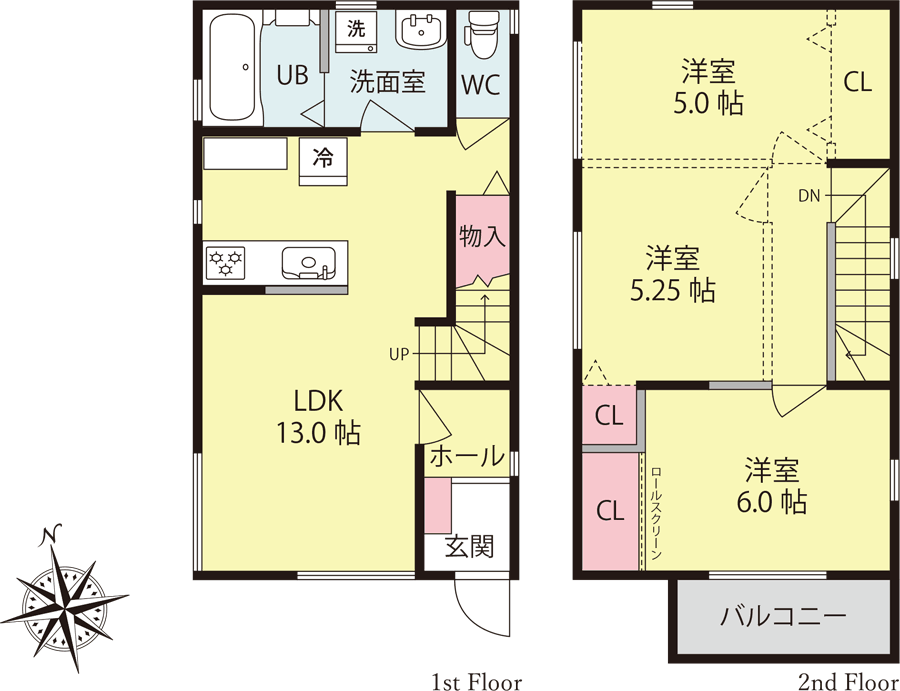 UB
洗
洗面室
WC
冷
物入
UP
LDK
13.0 帖
ホール
玄関
N
1st Floor
洋室
5.0 帖
CL
DN
洋室
5.25 帖
CL
CL
ロールスクリーン
洋室
6.0 帖
バルコニー
2nd Floor